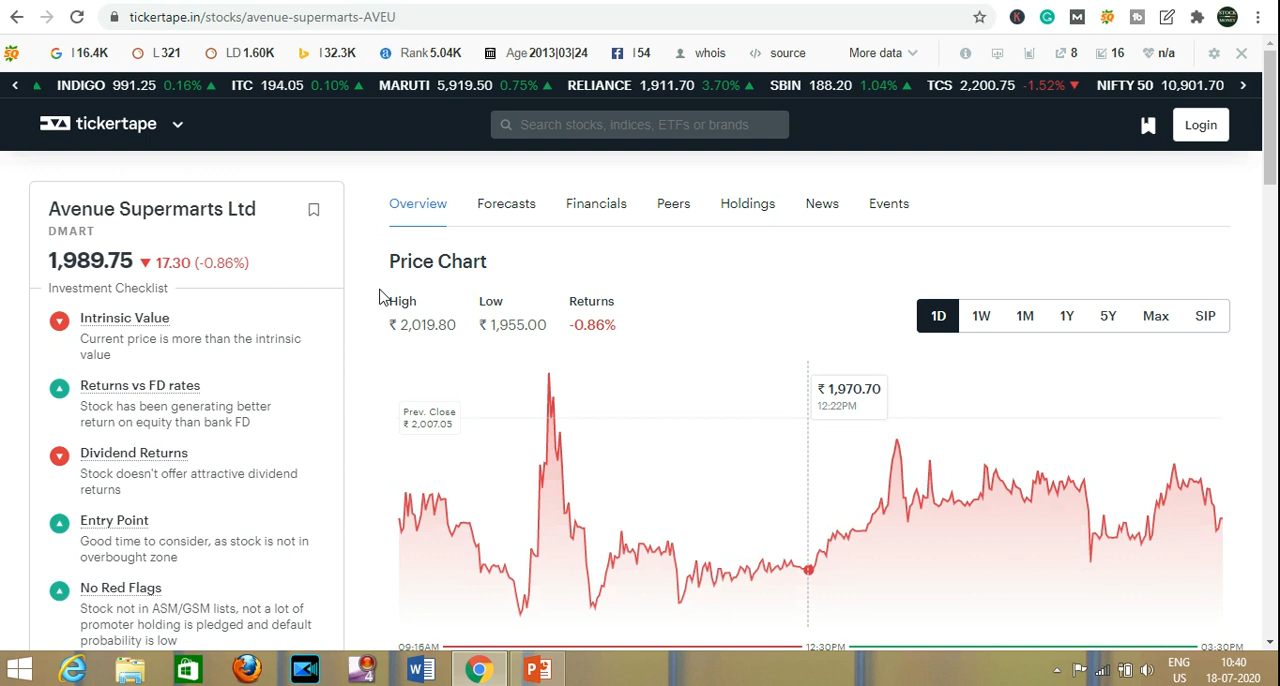 tickertape.in/stocks/avenue-supermarts-AVEU
I 16.4K L 321 LD 1.60K I 32.3K Rank 5.04K Age 2013|03|24 I 54 whois source More data 8 16 n/a
INDIGO 991.25 0.16% ▲ ITC 194.05 0.10% ▲ MARUTI 5,919.50 0.75% ▲ RELIANCE 1,911.70 3.70% ▲ SBIN 188.20 1.04% ▲ TCS 2,200.75 -1.52% ▼ NIFTY 50 10,901.70
tickertape
Search stocks, indices, ETFs or brands
Login
Avenue Supermarts Ltd
DMART
1,989.75 ▼ 17.30 (-0.86%)
Investment Checklist
Intrinsic Value
Current price is more than the intrinsic
value
Returns vs FD rates
Stock has been generating better
return on equity than bank FD
Dividend Returns
Stock doesn't offer attractive dividend
returns
Entry Point
Good time to consider, as stock is not in
overbought zone
No Red Flags
Stock not in ASM/GSM lists, not a lot of
promoter holding is pledged and default
probability is low
Overview Forecasts Financials Peers Holdings News Events
Price Chart
High Low Returns
₹ 2,019.80 ₹ 1,955.00 -0.86%
1D 1W 1M 1Y 5Y Max SIP
₹ 1,970.70
12:22PM
Prev. Close
₹ 2,007.05
09:16AM 12:30PM 03:30PM
ENG 10:40
US 18-07-2020